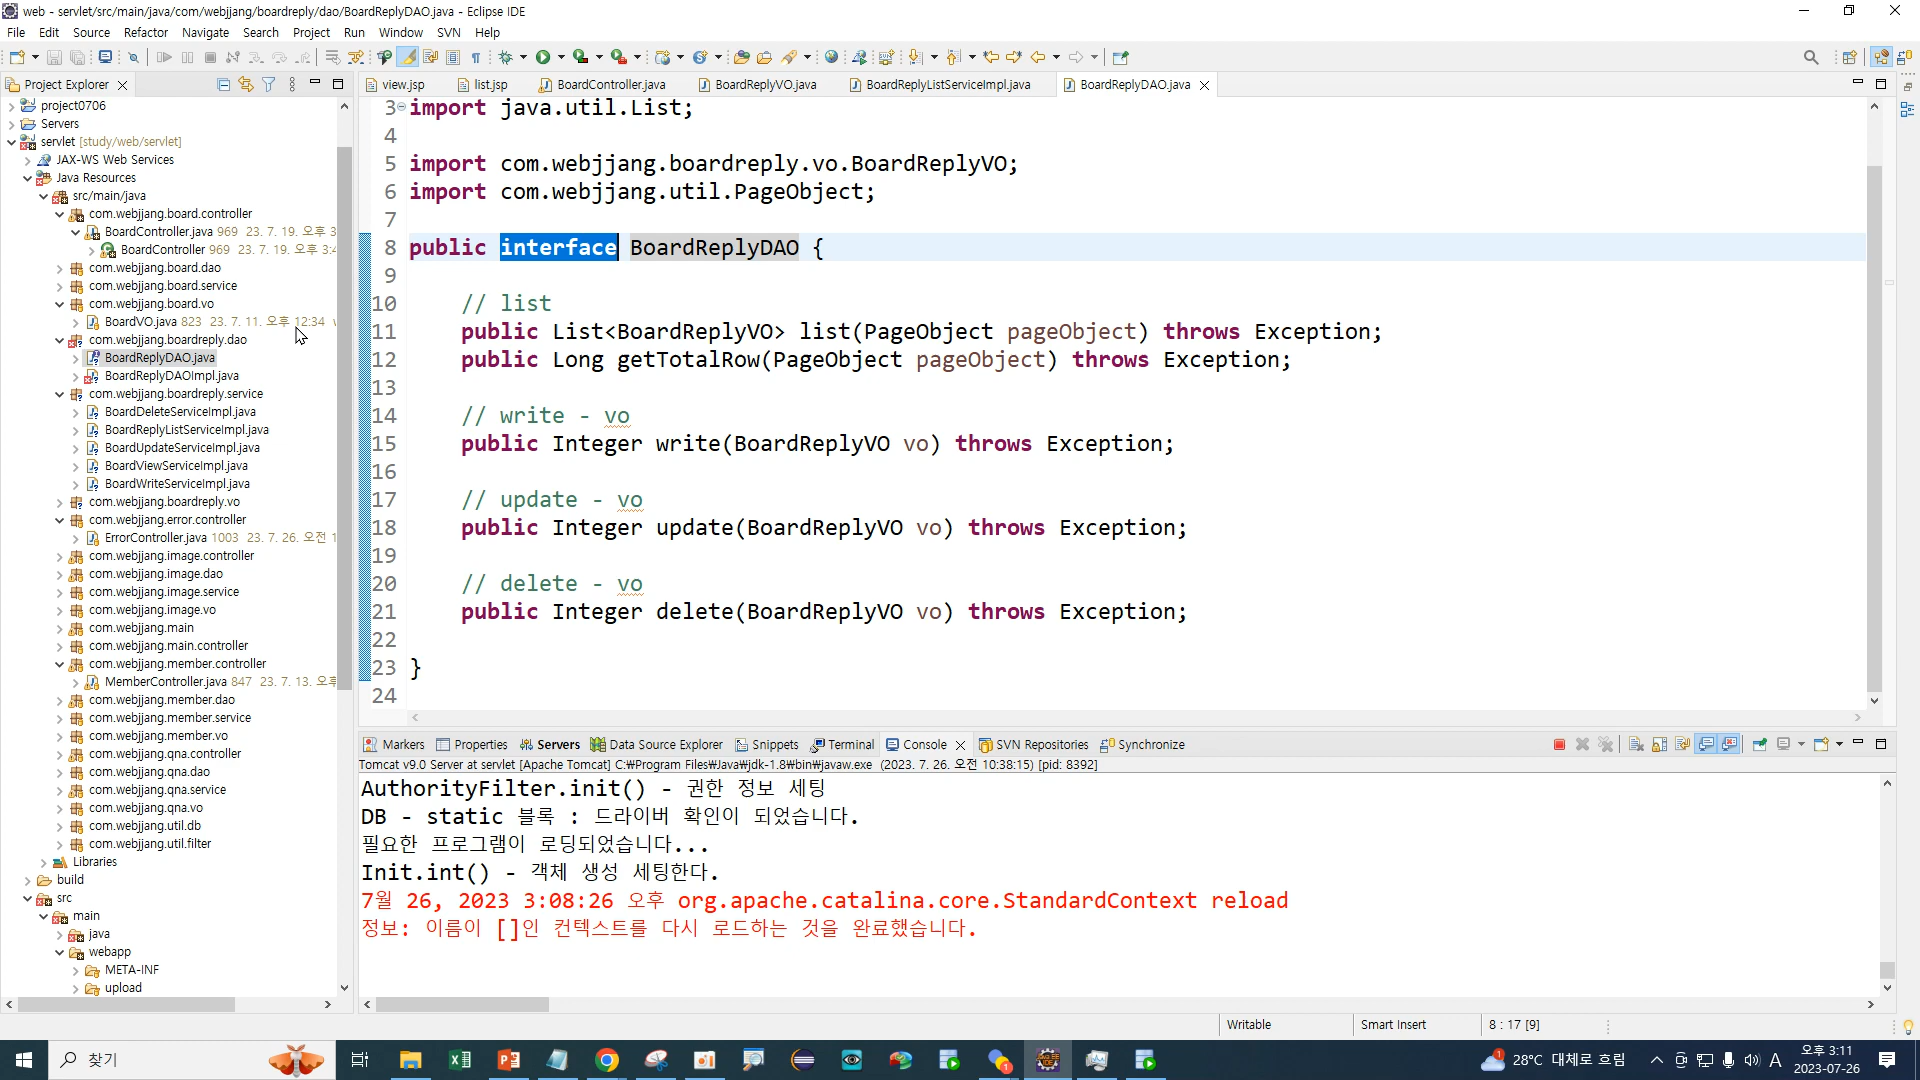 web - servlet/src/main/java/com/webjjang/boardreply/dao/BoardReplyDAO.java - Eclipse IDE
File Edit Source Refactor Navigate Search Project Run Window SVN Help
Project Explorer
view.jsp list.jsp BoardController.java BoardReplyVO.java BoardReplyListServiceImpl.java BoardReplyDAO.java
project0706
Servers
servlet [study/web/servlet]
JAX-WS Web Services
Java Resources
src/main/java
com.webjjang.board.controller
BoardController.java 969 23. 7. 19. 오후 3
BoardController 969 23. 7. 19. 오후 3:4
com.webjjang.board.dao
com.webjjang.board.service
com.webjjang.board.vo
BoardVO.java 823 23. 7. 11. 오후 12:34
com.webjjang.boardreply.dao
BoardReplyDAO.java
BoardReplyDAOImpl.java
com.webjjang.boardreply.service
BoardDeleteServiceImpl.java
BoardReplyListServiceImpl.java
BoardUpdateServiceImpl.java
BoardViewServiceImpl.java
BoardWriteServiceImpl.java
com.webjjang.boardreply.vo
com.webjjang.error.controller
ErrorController.java 1003 23. 7. 26. 오전 1
com.webjjang.image.controller
com.webjjang.image.dao
com.webjjang.image.service
com.webjjang.image.vo
com.webjjang.main
com.webjjang.main.controller
com.webjjang.member.controller
MemberController.java 847 23. 7. 13. 오후
com.webjjang.member.dao
com.webjjang.member.service
com.webjjang.member.vo
com.webjjang.qna.controller
com.webjjang.qna.dao
com.webjjang.qna.service
com.webjjang.qna.vo
com.webjjang.util.db
com.webjjang.util.filter
Libraries
build
src
main
java
webapp
META-INF
upload
3 import java.util.List;
4
5 import com.webjjang.boardreply.vo.BoardReplyVO;
6 import com.webjjang.util.PageObject;
7
8 public interface BoardReplyDAO {
9
10 // list
11 public List<BoardReplyVO> list(PageObject pageObject) throws Exception;
12 public Long getTotalRow(PageObject pageObject) throws Exception;
13
14 // write - vo
15 public Integer write(BoardReplyVO vo) throws Exception;
16
17 // update - vo
18 public Integer update(BoardReplyVO vo) throws Exception;
19
20 // delete - vo
21 public Integer delete(BoardReplyVO vo) throws Exception;
22
23 }
24
Markers Properties Servers Data Source Explorer Snippets Terminal Console SVN Repositories Synchronize
Tomcat v9.0 Server at servlet [Apache Tomcat] C:₩Program Files₩Java₩jdk-1.8₩bin₩javaw.exe (2023. 7. 26. 오전 10:38:15) [pid: 8392]
AuthorityFilter.init() - 권한 정보 세팅
DB - static 블록 : 드라이버 확인이 되었습니다.
필요한 프로그램이 로딩되었습니다...
Init.int() - 객체 생성 세팅한다.
7월 26, 2023 3:08:26 오후 org.apache.catalina.core.StandardContext reload
정보: 이름이 []인 컨텍스트를 다시 로드하는 것을 완료했습니다.
Writable Smart Insert 8 : 17 [9]
찾기
28°C 대체로 흐림
A
오후 3:11
2023-07-26